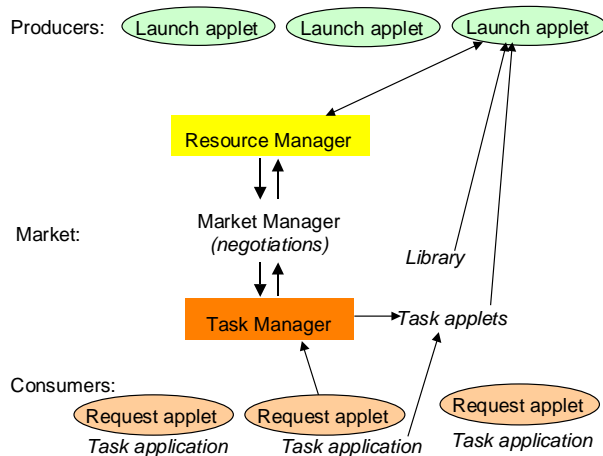 Producers:
Launch applet
Launch applet
Launch applet
Resource Manager
Market Manager
(negotiations)
Market:
Library
Task Manager
Task applets
Consumers:
Request applet
Request applet
Request applet
Task application
Task application
Task application